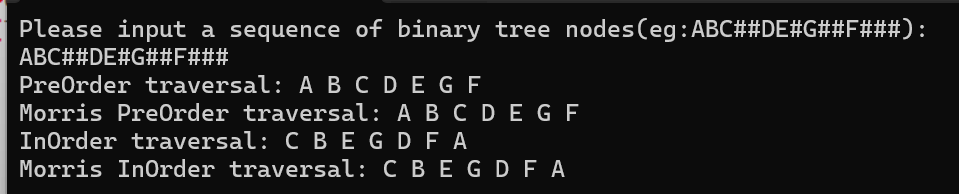 Please input a sequence of binary tree nodes(eg:ABC##DE#G##F###):
ABC##DE#G##F###
PreOrder traversal: A B C D E G F
Morris PreOrder traversal: A B C D E G F
InOrder traversal: C B E G D F A
Morris InOrder traversal: C B E G D F A